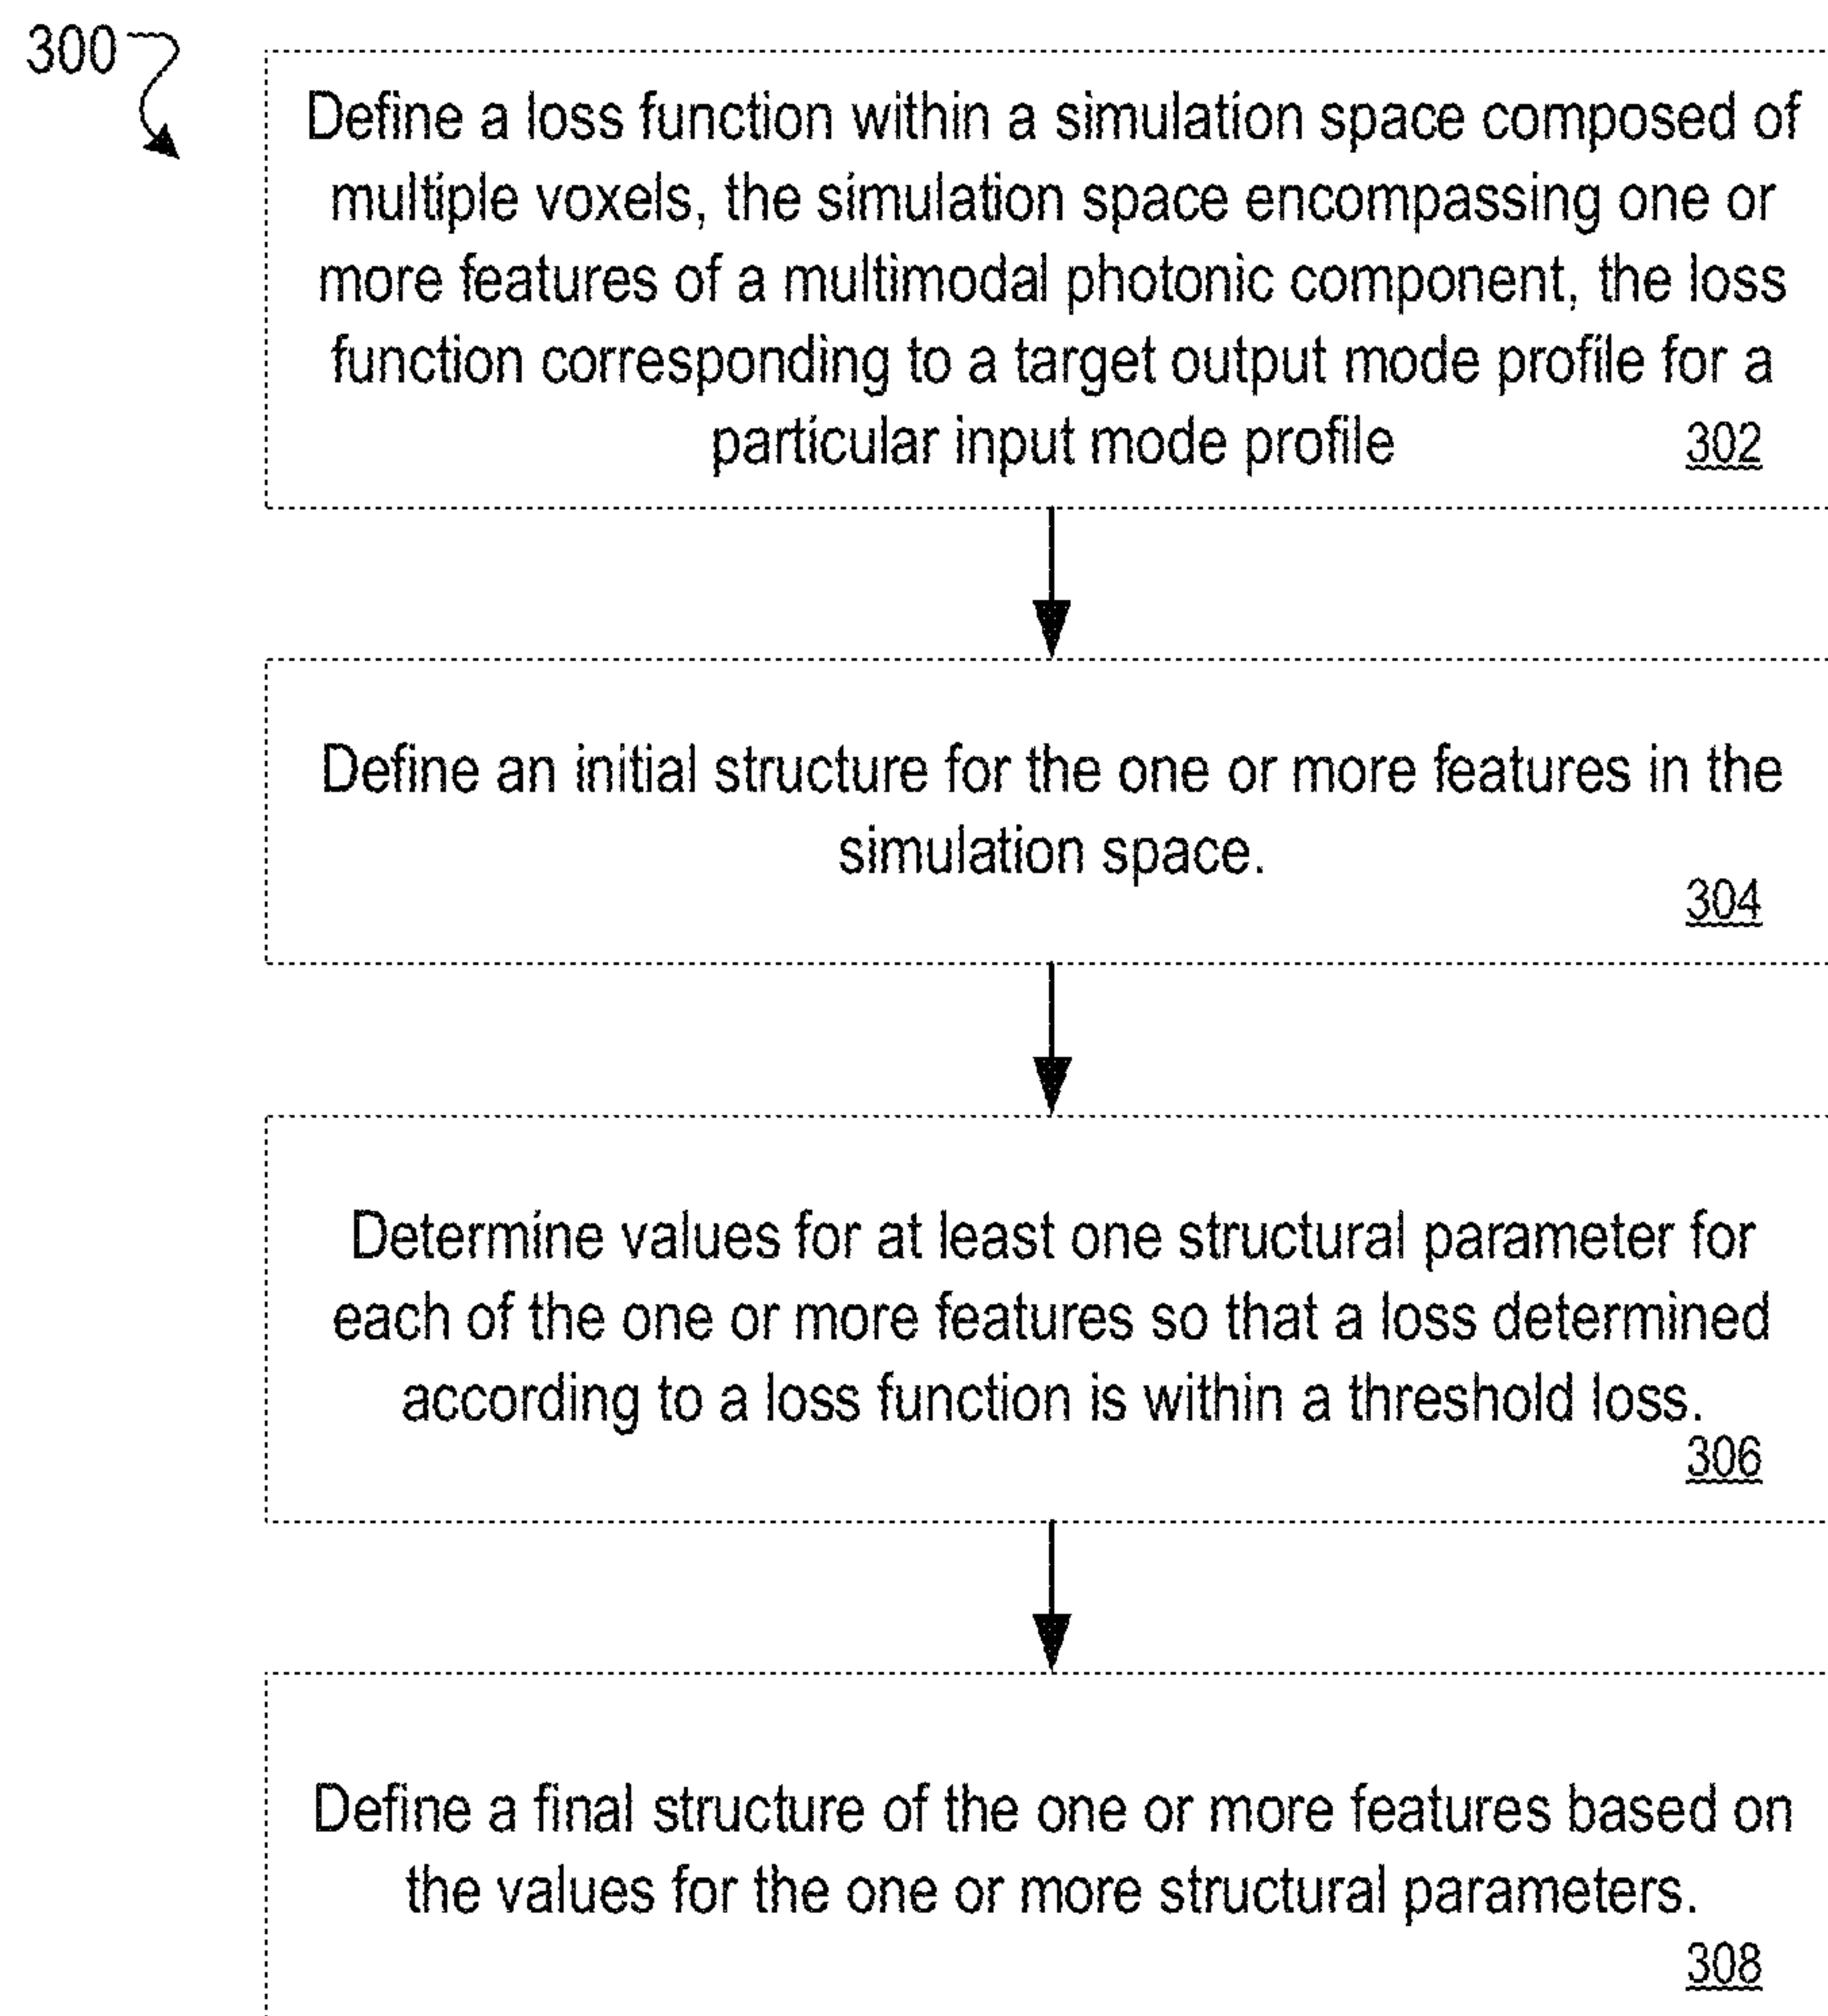 300
Define a loss function within a simulation space composed of
multiple voxels, the simulation space encompassing one or
more features of a multimodal photonic component, the loss
function corresponding to a target output mode profile for a
particular input mode profile
302
Define an initial structure for the one or more features in the
simulation space.
304
Determine values for at least one structural parameter for
each of the one or more features so that a loss determined
according to a loss function is within a threshold loss.
306
Define a final structure of the one or more features based on
the values for the one or more structural parameters.
308